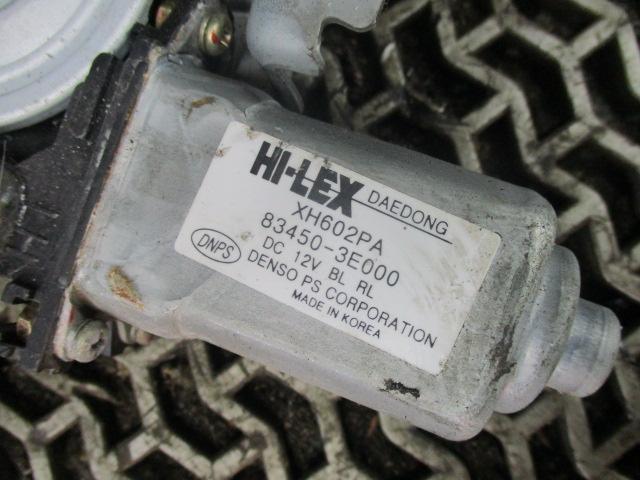 HI-LEX DAEDONG
XH602PA
83450-3E000
DC 12V BL RL
DNPS DENSO PS CORPORATION
MADE IN KOREA